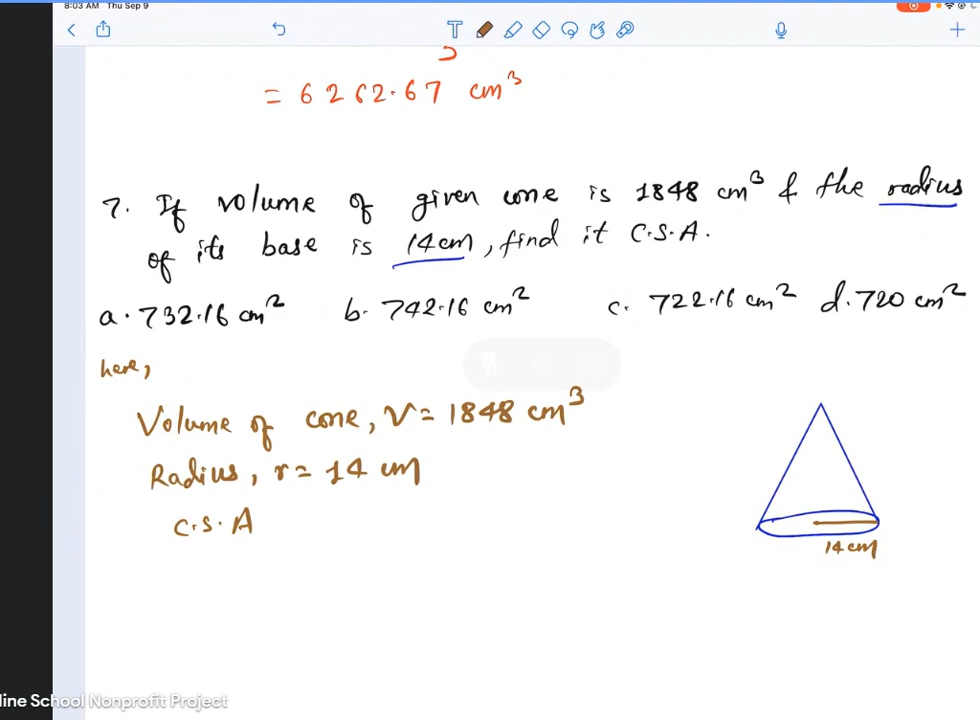 8:03 AM Thu Sep 9
= 6262.67 cm³
7. If volume of given cone is 1848 cm³ & the radius
of its base is 14cm, find it C.S.A.
a. 732.16 cm² b. 742.16 cm² c. 722.16 cm² d. 720 cm²
here,
Volume of cone, V = 1848 cm³
Radius, r = 14 cm
C.S.A
14 cm
line School Nonprofit Project